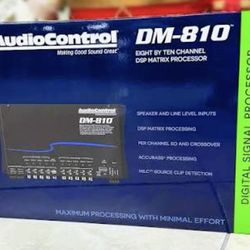 AudioControl
Making Good Sound Great.
DM-810
EIGHT BY TEN CHANNEL
DSP MATRIX PROCESSOR
AudioControl
DM-810
SPEAKER AND LINE LEVEL INPUTS
DSP MATRIX PROCESSING
PER CHANNEL EQ AND CROSSOVER
ACCUBASS® PROCESSING
MILC™ SOURCE CLIP DETECTION
MAXIMUM PROCESSING WITH MINIMAL EFFORT
DIGITAL SIGNAL PROCESSOR